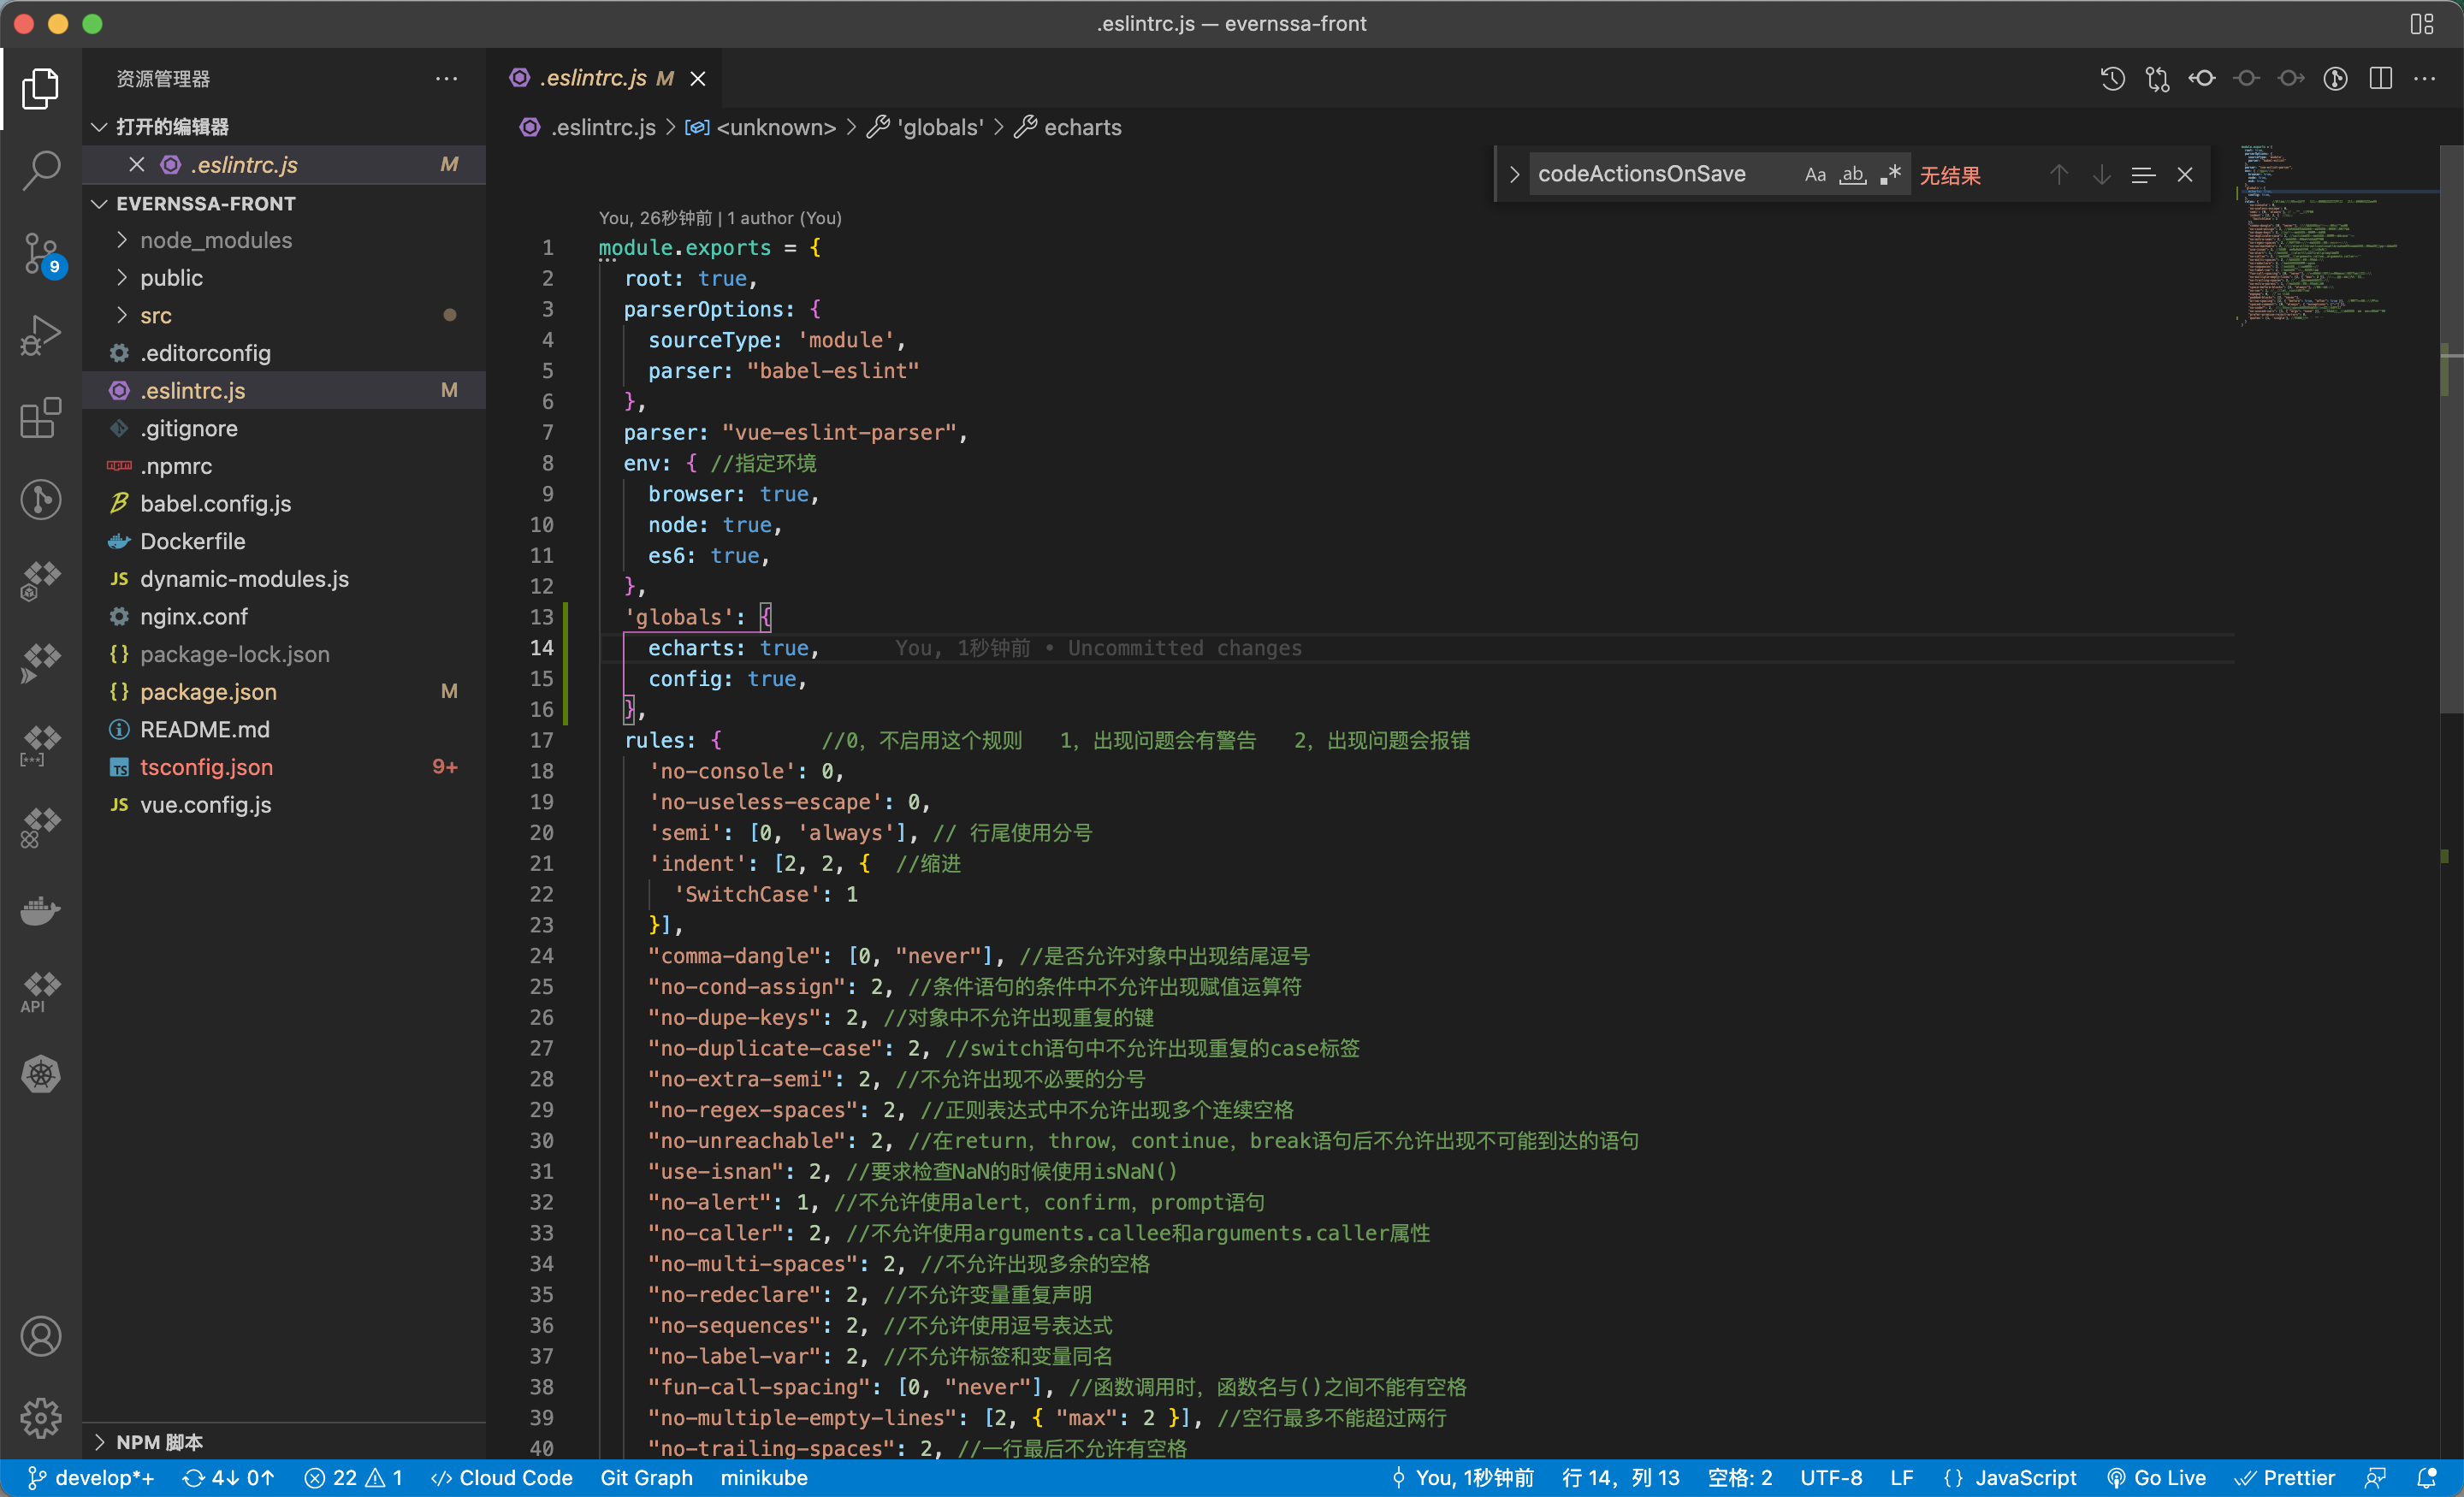 .eslintrc.js — evernssa-front
资源管理器
打开的编辑器
.eslintrc.js M
EVERNSSA-FRONT
node_modules
public
src
.editorconfig
.eslintrc.js M
.gitignore
.npmrc
babel.config.js
Dockerfile
JS dynamic-modules.js
nginx.conf
{} package-lock.json
{} package.json M
README.md
TS tsconfig.json 9+
JS vue.config.js
NPM 脚本
9
API
.eslintrc.js M
.eslintrc.js > <unknown> > 'globals' > echarts
codeActionsOnSave Aa ab .* 无结果
You, 26秒钟前 | 1 author (You)
1 module.exports = {
2 root: true,
3 parserOptions: {
4 sourceType: 'module',
5 parser: "babel-eslint"
6 },
7 parser: "vue-eslint-parser",
8 env: { //指定环境
9 browser: true,
10 node: true,
11 es6: true,
12 },
13 'globals': {
14 echarts: true, You, 1秒钟前 • Uncommitted changes
15 config: true,
16 },
17 rules: { //0，不启用这个规则 1，出现问题会有警告 2，出现问题会报错
18 'no-console': 0,
19 'no-useless-escape': 0,
20 'semi': [0, 'always'], // 行尾使用分号
21 'indent': [2, 2, { //缩进
22 'SwitchCase': 1
23 }],
24 "comma-dangle": [0, "never"], //是否允许对象中出现结尾逗号
25 "no-cond-assign": 2, //条件语句的条件中不允许出现赋值运算符
26 "no-dupe-keys": 2, //对象中不允许出现重复的键
27 "no-duplicate-case": 2, //switch语句中不允许出现重复的case标签
28 "no-extra-semi": 2, //不允许出现不必要的分号
29 "no-regex-spaces": 2, //正则表达式中不允许出现多个连续空格
30 "no-unreachable": 2, //在return，throw，continue，break语句后不允许出现不可能到达的语句
31 "use-isnan": 2, //要求检查NaN的时候使用isNaN()
32 "no-alert": 1, //不允许使用alert，confirm，prompt语句
33 "no-caller": 2, //不允许使用arguments.callee和arguments.caller属性
34 "no-multi-spaces": 2, //不允许出现多余的空格
35 "no-redeclare": 2, //不允许变量重复声明
36 "no-sequences": 2, //不允许使用逗号表达式
37 "no-label-var": 2, //不允许标签和变量同名
38 "fun-call-spacing": [0, "never"], //函数调用时，函数名与()之间不能有空格
39 "no-multiple-empty-lines": [2, { "max": 2 }], //空行最多不能超过两行
40 "no-trailing-spaces": 2, //一行最后不允许有空格
develop*+ 4↓ 0↑ 22 1 Cloud Code Git Graph minikube You, 1秒钟前 行 14，列 13 空格: 2 UTF-8 LF {} JavaScript Go Live Prettier